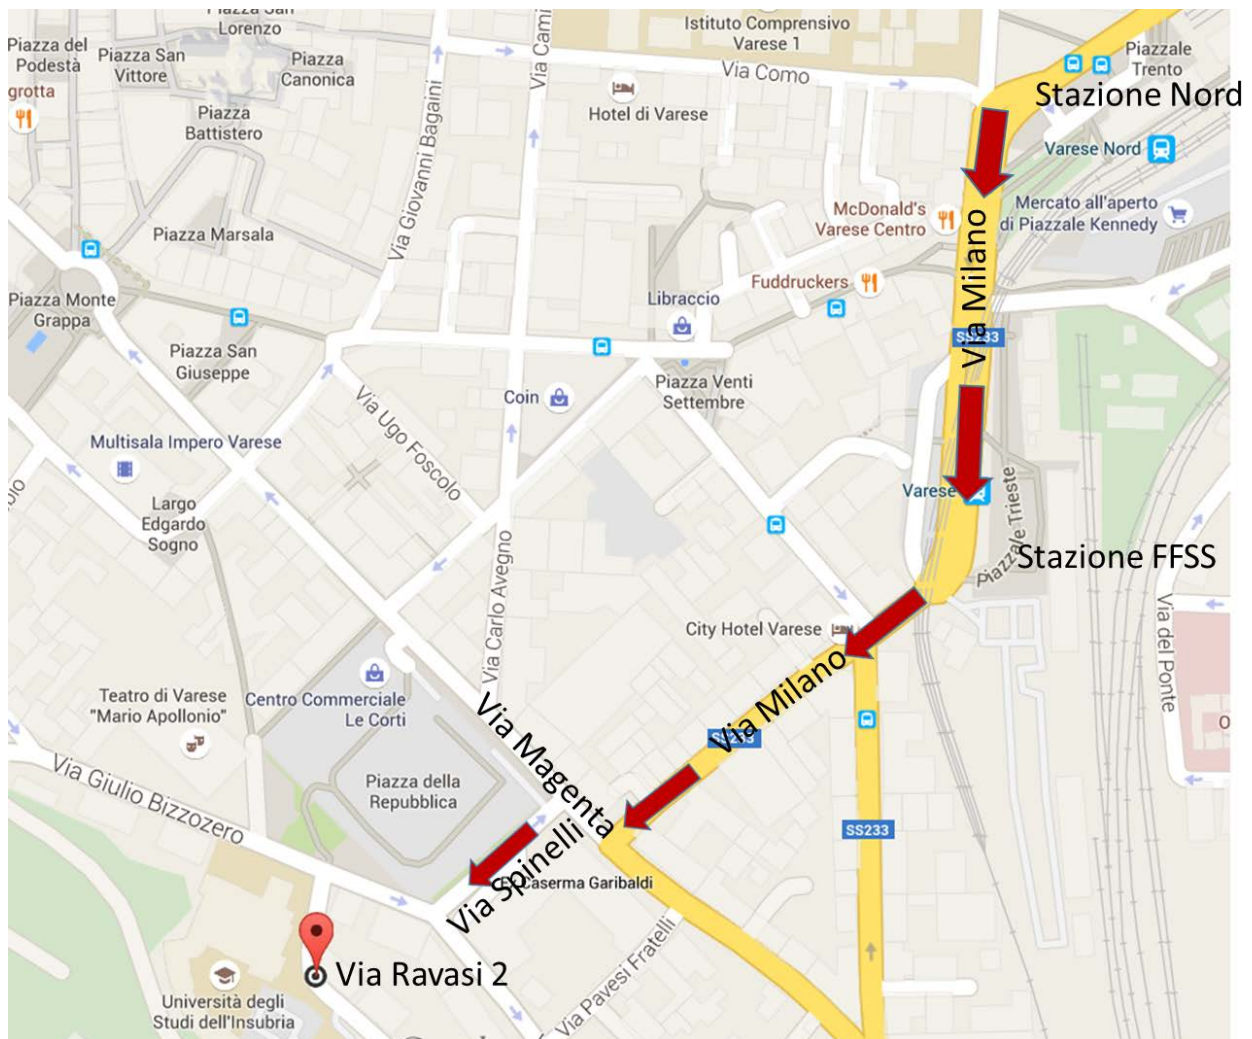 Piazza San
Lorenzo
Istituto Comprensivo
Varese 1
Via Cami
Piazza del
Podestà
Piazza San
Vittore
Piazza
Canonica
Piazzale
Trento
Via Como
Stazione Nord
grotta
Hotel di Varese
Piazza
Battistero
Varese Nord
Via Giovanni Bagaini
McDonald's
Varese Centro
Mercato all'aperto
di Piazzale Kennedy
Piazza Marsala
Via Milano
Fuddruckers
Libraccio
Piazza Monte
Grappa
SS233
Piazza San
Giuseppe
Piazza Venti
Settembre
Coin
Via Ugo Foscolo
Multisala Impero Varese
Varese
Piazzale Trieste
Largo
Edgardo
Sogno
Stazione FFSS
Via Carlo Avegno
City Hotel Varese
Via del Ponte
Teatro di Varese
"Mario Apollonio"
Centro Commerciale
Le Corti
Via Milano
SS233
Via Magenta
Piazza della
Repubblica
Via Giulio Bizzozero
SS233
Via Spinelli
Ex Caserma Garibaldi
Via Ravasi 2
Via Pavesi Fratelli
Università degli
Studi dell'Insubria